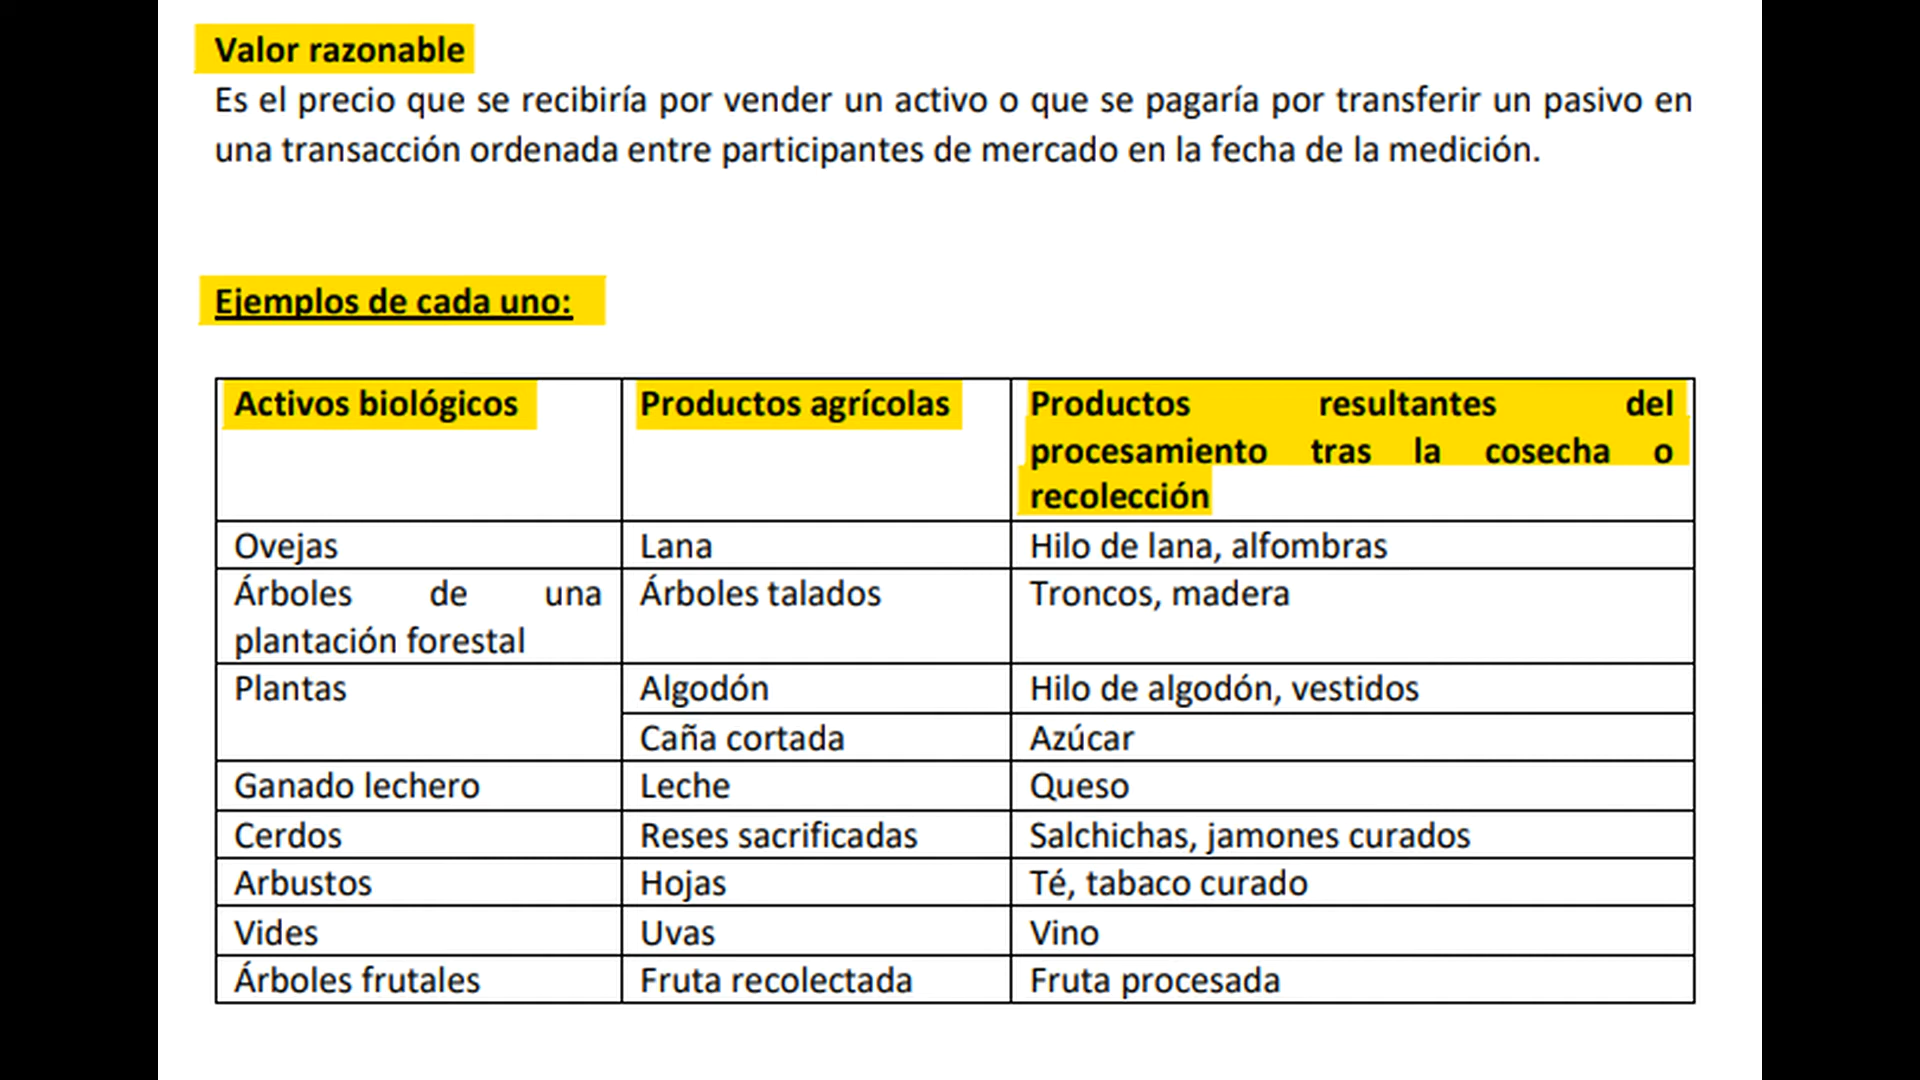 Valor razonable
Es el precio que se recibiría por vender un activo o que se pagaría por transferir un pasivo en
una transacción ordenada entre participantes de mercado en la fecha de la medición.
Ejemplos de cada uno:
Activos biológicos Productos agrícolas Productos resultantes del
procesamiento tras la cosecha o
recolección
Ovejas Lana Hilo de lana, alfombras
Árboles de una Árboles talados Troncos, madera
plantación forestal
Plantas Algodón Hilo de algodón, vestidos
Caña cortada Azúcar
Ganado lechero Leche Queso
Cerdos Reses sacrificadas Salchichas, jamones curados
Arbustos Hojas Té, tabaco curado
Vides Uvas Vino
Árboles frutales Fruta recolectada Fruta procesada